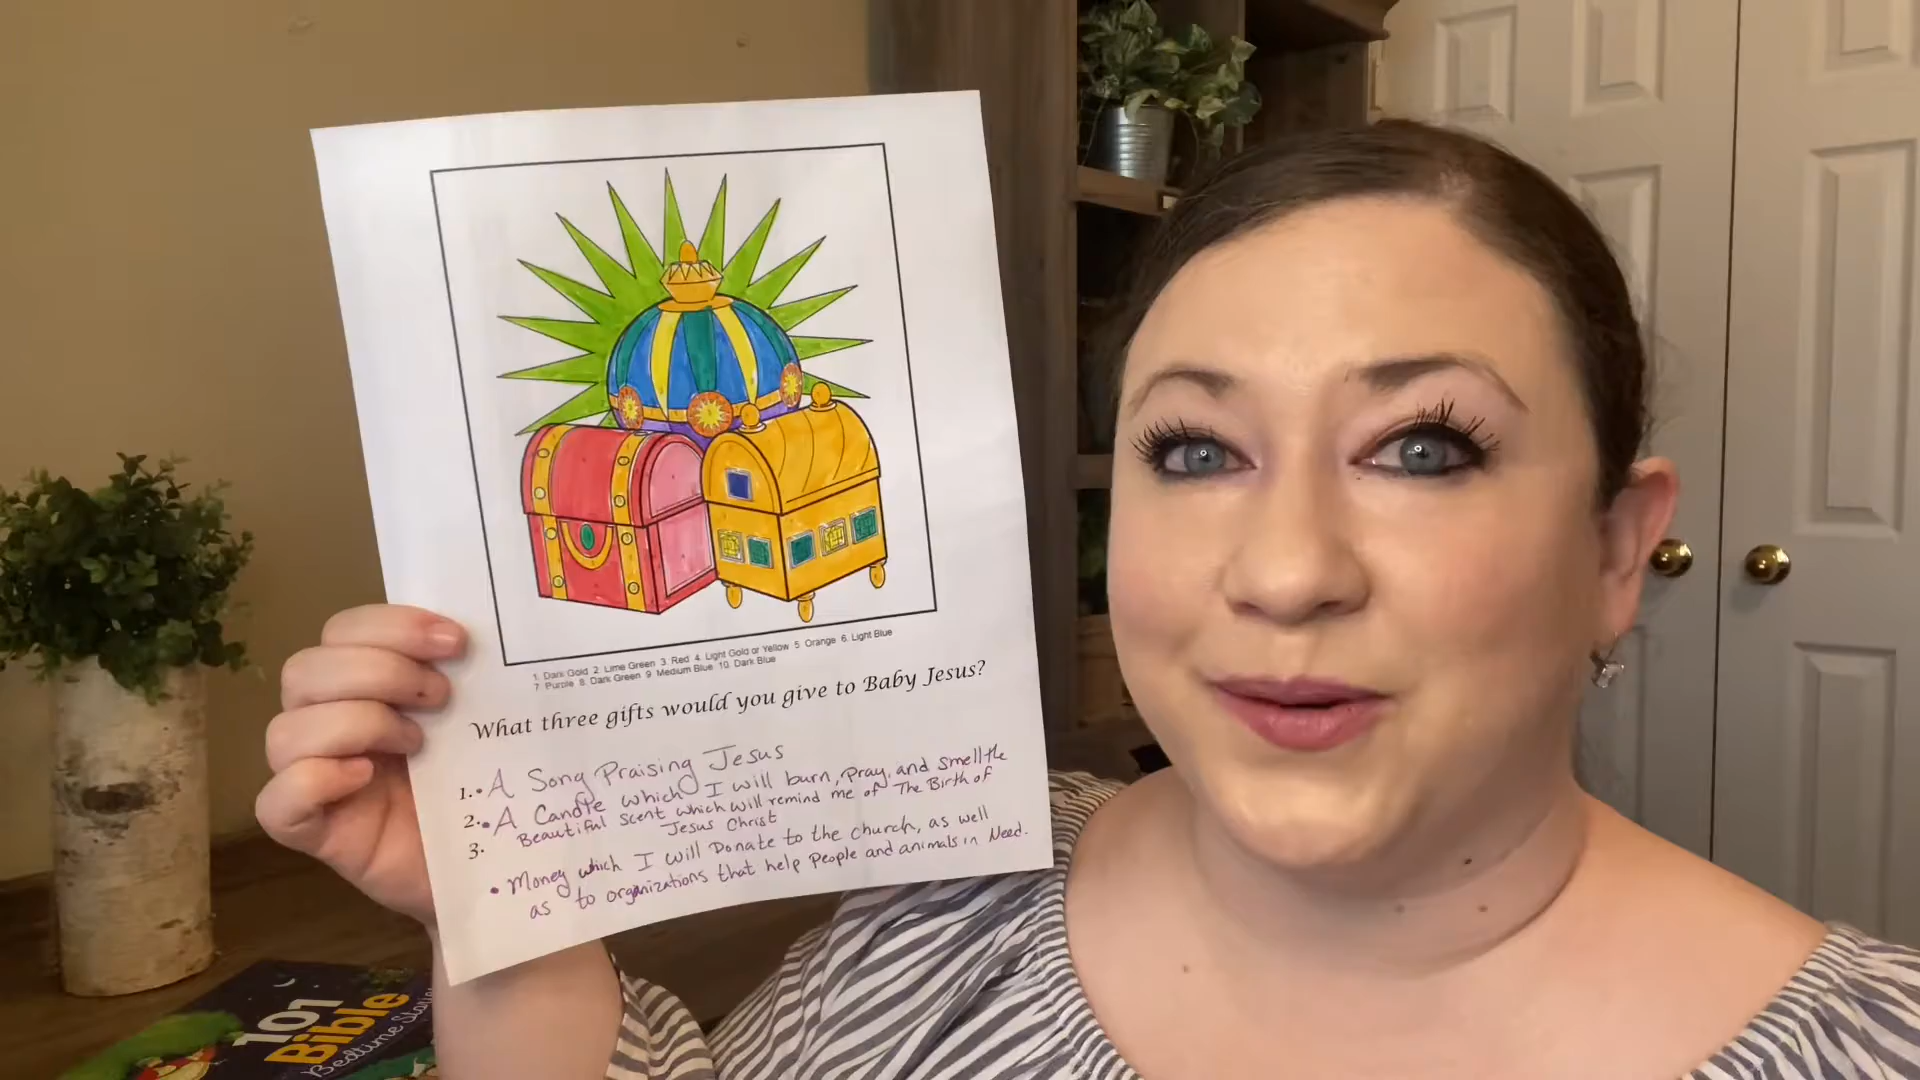 1. Dark Gold 2. Lime Green 3. Red 4. Light Gold or Yellow 5. Orange 6. Light Blue
7 Purple 8. Dark Green 9 Medium Blue 10. Dark Blue
What three gifts would you give to Baby Jesus?
1. • A Song Praising Jesus
2. • A Candle which I will burn, pray, and smell the
Beautiful scent which will remind me of The Birth of
Jesus Christ
3.
• Money which I will Donate to the church, as well
as to organizations that help people and animals in Need.
101
Bible
Bedtime Stories